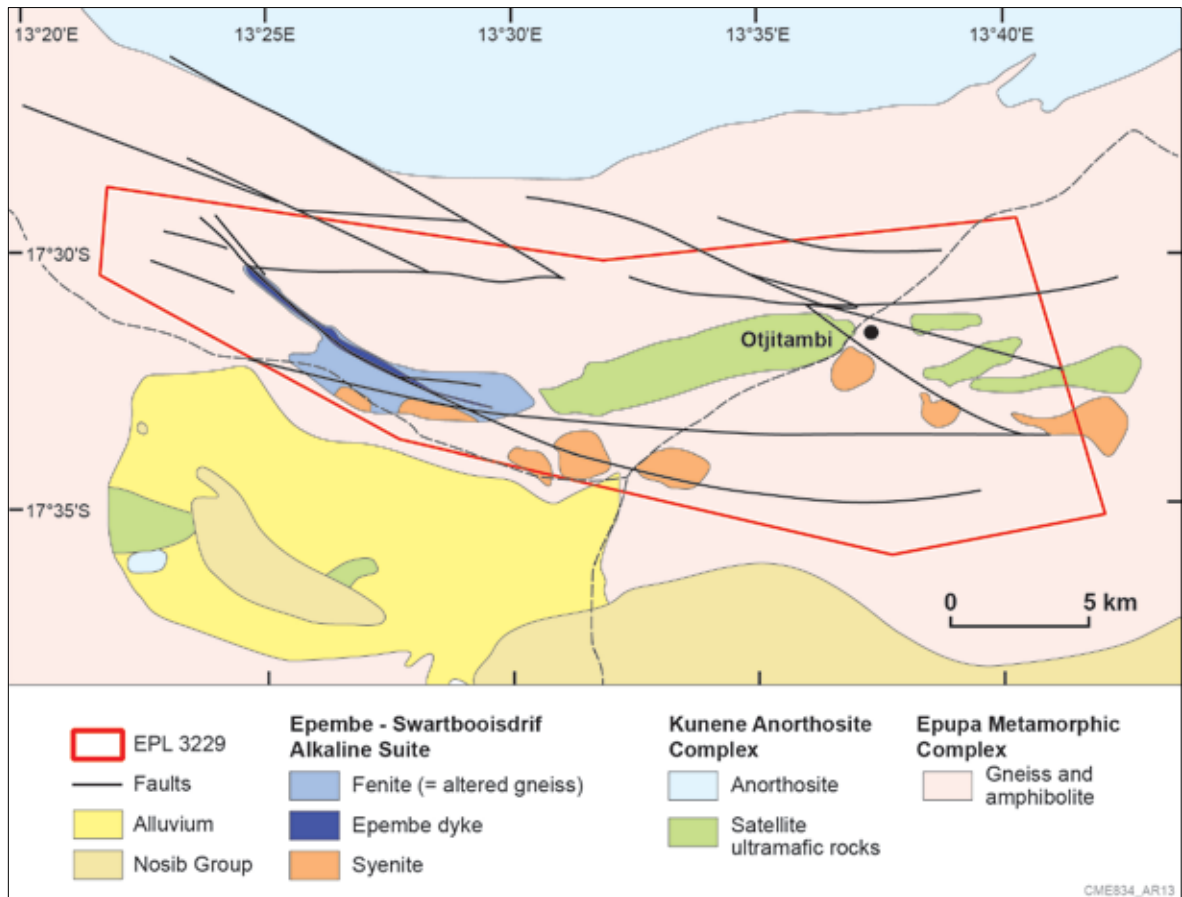 13°20'E
13°25'E
13°30'E
13°35'E
13°40'E
17°30'S
Otjitambi
17°35'S
0
5 km
EPL 3229
Faults
Alluvium
Nosib Group
Epembe - Swartbooisdrif
Alkaline Suite
Fenite (= altered gneiss)
Epembe dyke
Syenite
Kunene Anorthosite
Complex
Anorthosite
Satellite
ultramafic rocks
Epupa Metamorphic
Complex
Gneiss and
amphibolite
CME834_AR13